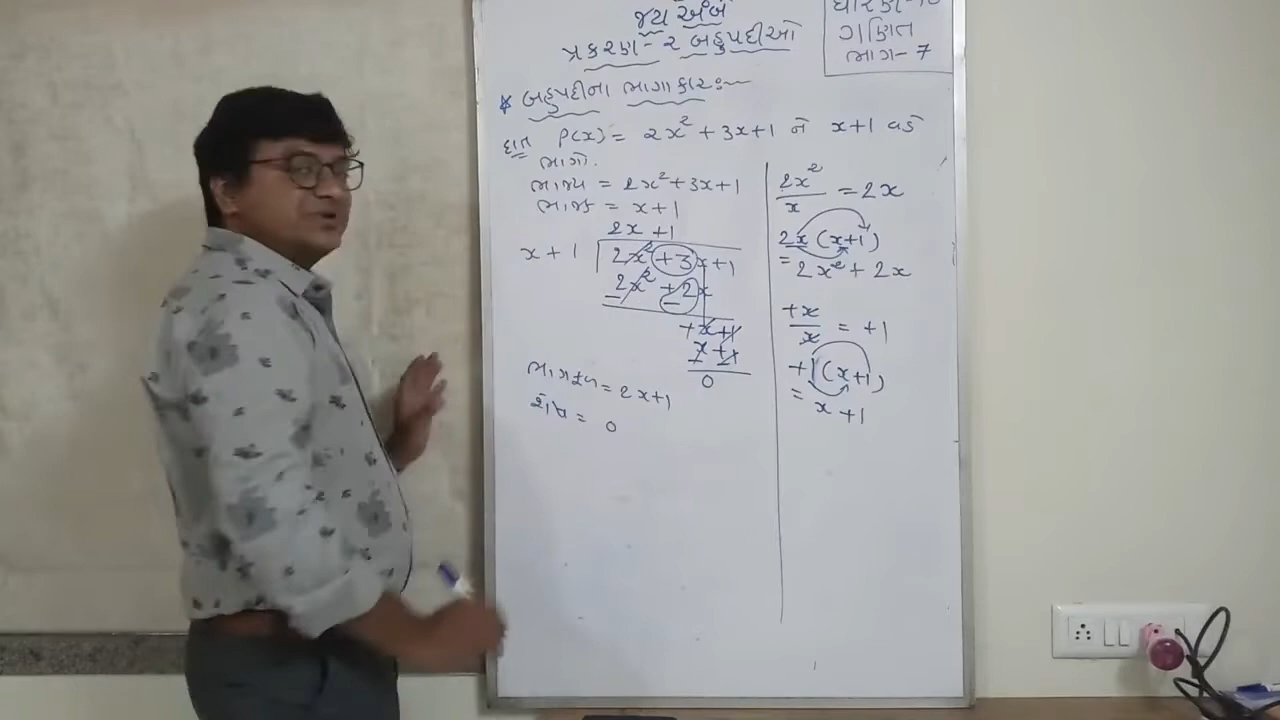 જય અંબે
પ્રકરણ - ૨ બહુપદીઓ
ધોરણ-10
ગણિત
ભાગ-7
* બહુપદીના ભાગાકાર:-
દા.ત P(x) = 2x² + 3x + 1 ને x+1 વડે
ભાગો.
ભાજ્ય = 2x² + 3x + 1
ભાજક = x + 1
2x + 1
x + 1 2x² + 3x + 1
2x² + 2x
- -
+x+1
x+1
0
ભાગફળ = 2x+1
શેષ = 0
2x²/x = 2x
2x (x+1)
= 2x² + 2x
+x/x = +1
+1 (x+1)
= x + 1